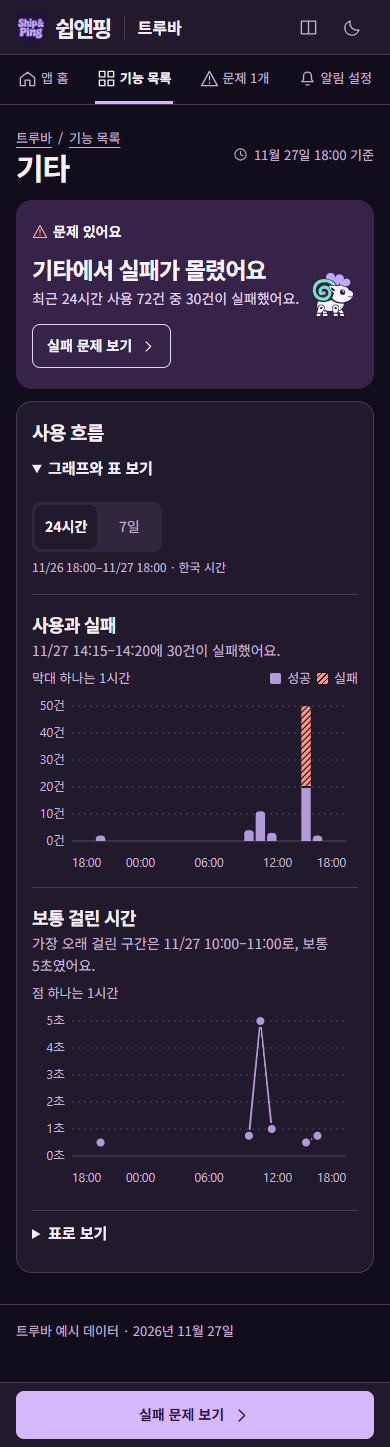 Ship& Ping 쉽앤핑 트루바
앱 홈 기능 목록 문제 1개 알림 설정
트루바 / 기능 목록
기타
11월 27일 18:00 기준
문제 있어요
기타에서 실패가 몰렸어요
최근 24시간 사용 72건 중 30건이 실패했어요.
실패 문제 보기
사용 흐름
▼ 그래프와 표 보기
24시간 7일
11/26 18:00–11/27 18:00 · 한국 시간
사용과 실패
11/27 14:15–14:20에 30건이 실패했어요.
막대 하나는 1시간 성공 실패
50건
40건
30건
20건
10건
0건
18:00 00:00 06:00 12:00 18:00
보통 걸린 시간
가장 오래 걸린 구간은 11/27 10:00–11:00로, 보통
5초였어요.
점 하나는 1시간
5초
4초
3초
2초
1초
0초
18:00 00:00 06:00 12:00 18:00
▶ 표로 보기
트루바 예시 데이터 · 2026년 11월 27일
실패 문제 보기